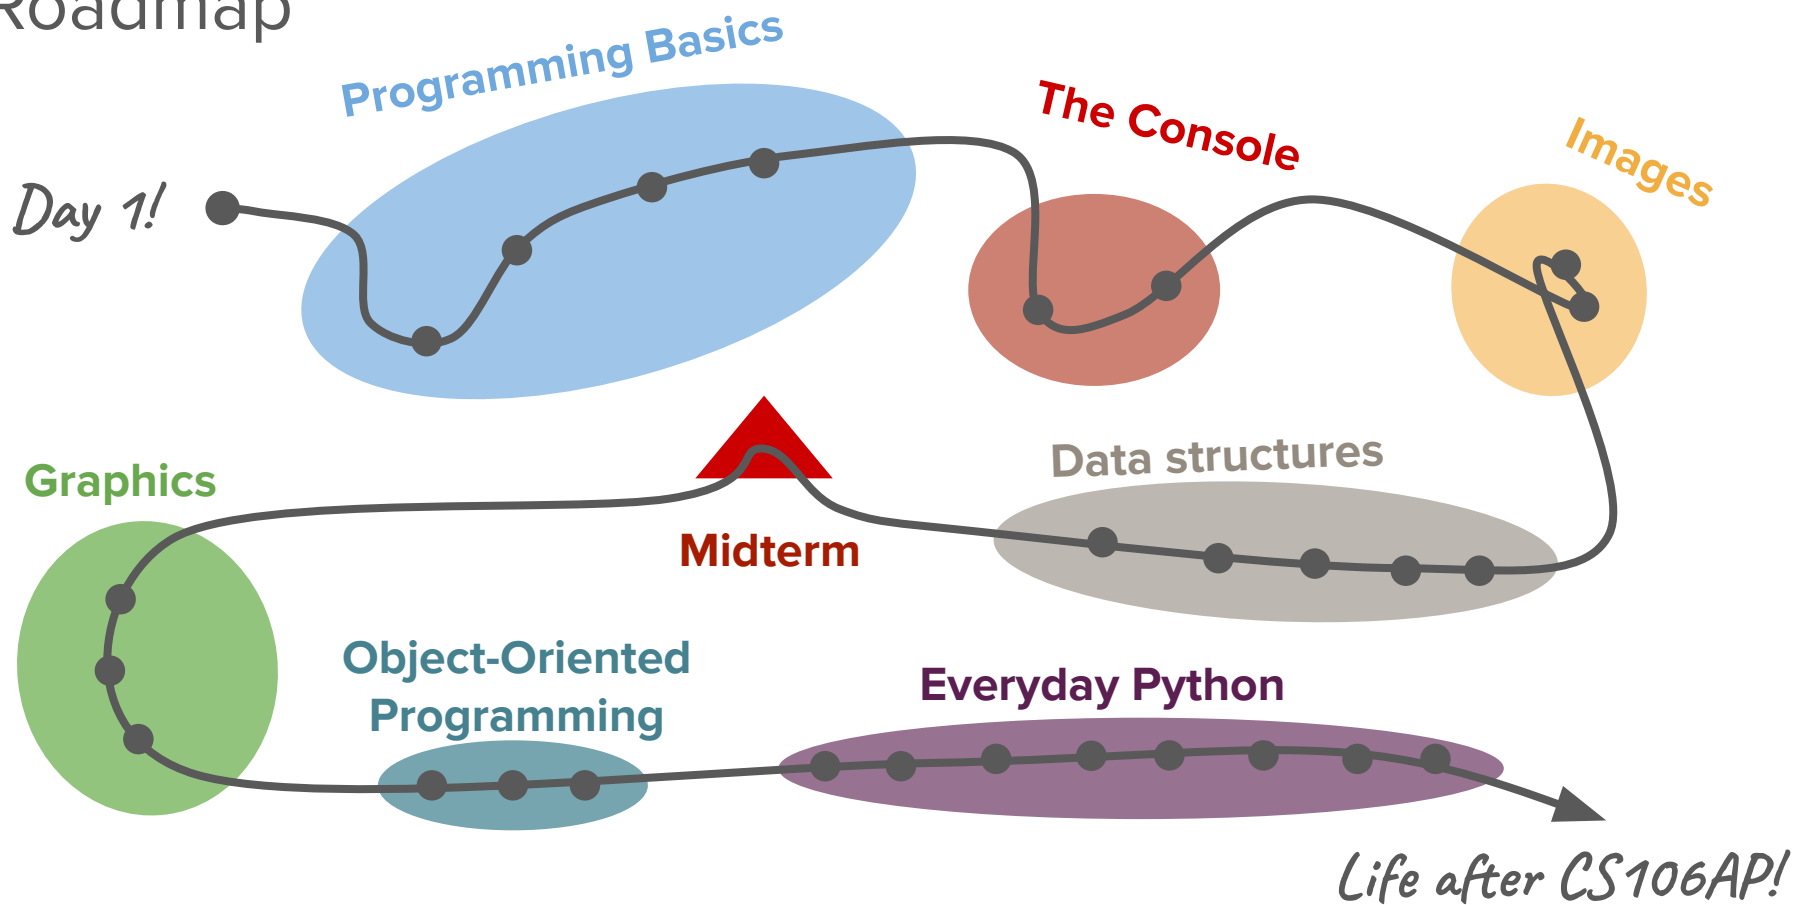 Roadmap
Programming Basics
The Console
Images
Day 1!
Data structures
Graphics
Midterm
Object-Oriented
Programming
Everyday Python
Life after CS106AP!